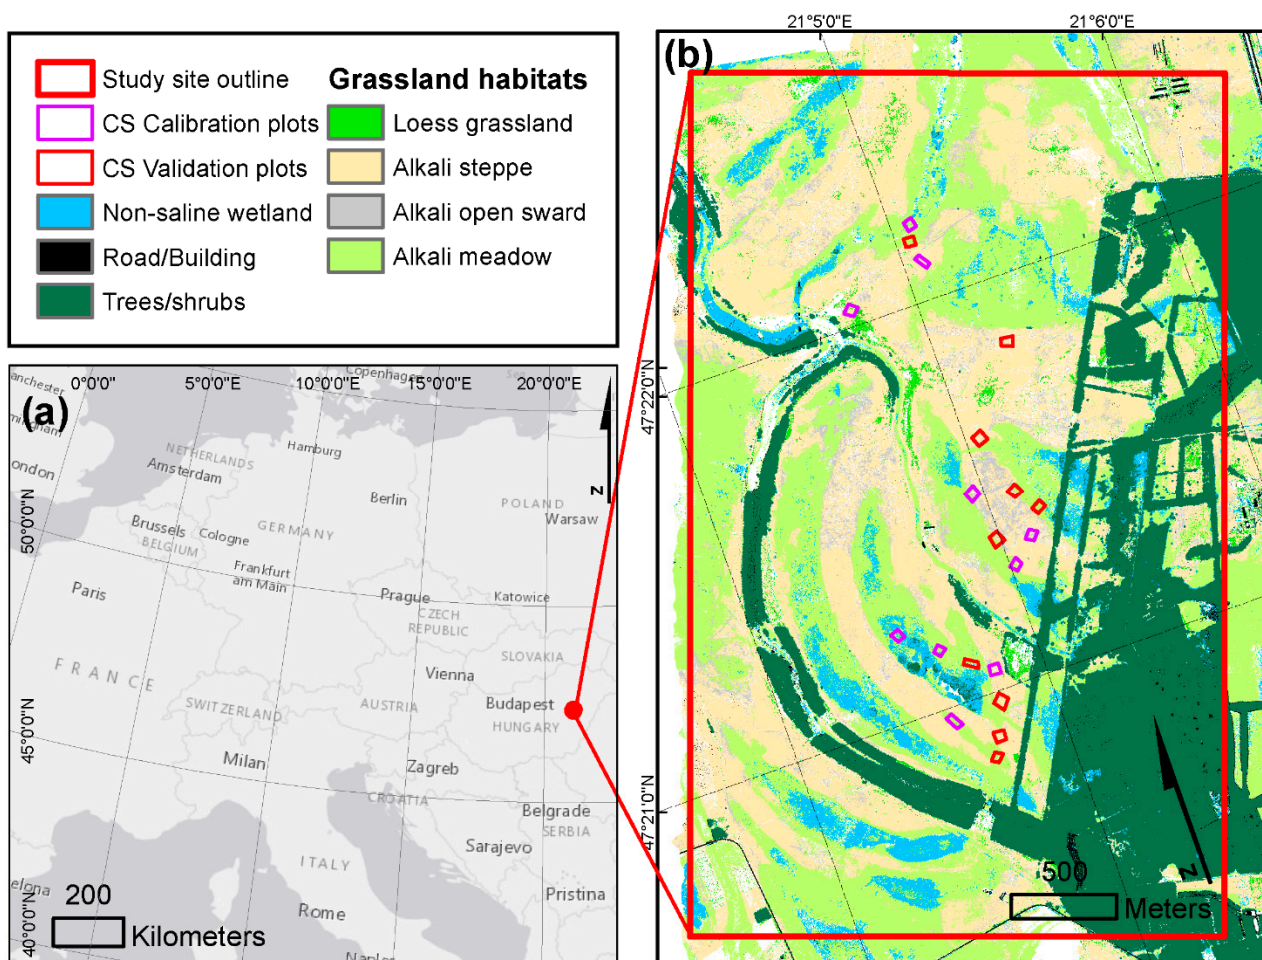 Study site outline
CS Calibration plots
CS Validation plots
Non-saline wetland
Road/Building
Trees/shrubs
Grassland habitats
Loess grassland
Alkali steppe
Alkali open sward
Alkali meadow
(a)
0°0'0"
5°0'0"E
10°0'0"E
15°0'0"E
20°0'0"E
50°0'0"N
45°0'0"N
40°0'0"N
anchester
mingham
ondon
Copenhagen
NETHERLANDS
Amsterdam
Hamburg
Berlin
POLAND
Warsaw
Brussels
BELGIUM
Cologne
GERMANY
Frankfurt
am Main
Paris
Prague
CZECH
REPUBLIC
Katowice
FRANCE
SLOVAKIA
Vienna
SWITZERLAND
AUSTRIA
Budapest
HUNGARY
Milan
Zagreb
CROATIA
Belgrade
SERBIA
Sarajevo
ITALY
Pristina
elona
Rome
N
200
Kilometers
(b)
21°5'0"E
21°6'0"E
47°22'0"N
47°21'0"N
N
500
Meters